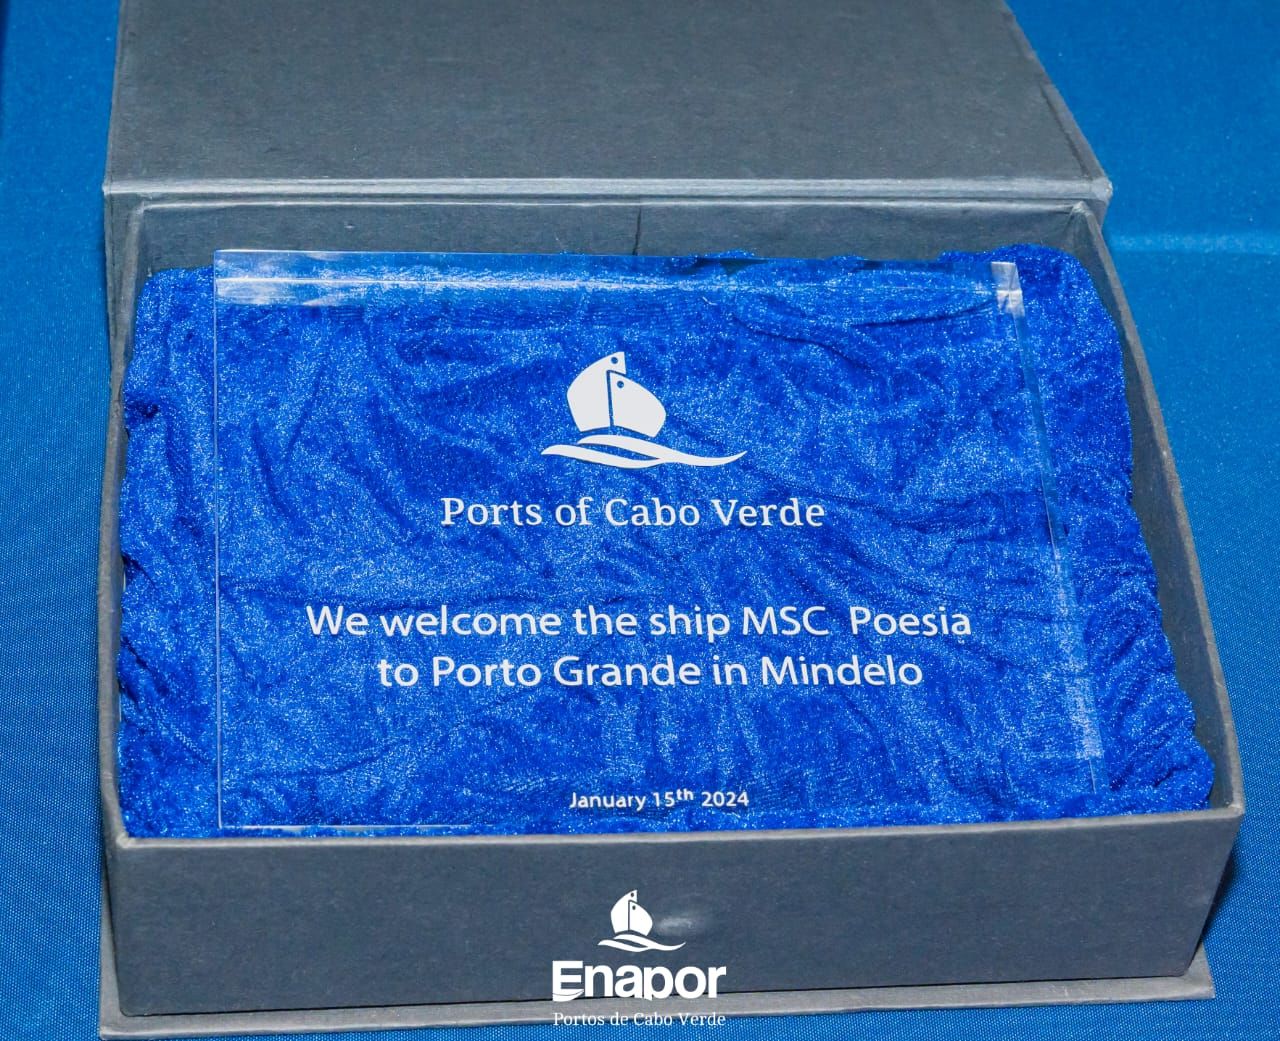 Ports of Cabo Verde
We welcome the ship MSC Poesia
to Porto Grande in Mindelo
January 15th 2024
Enapor
Portos de Cabo Verde